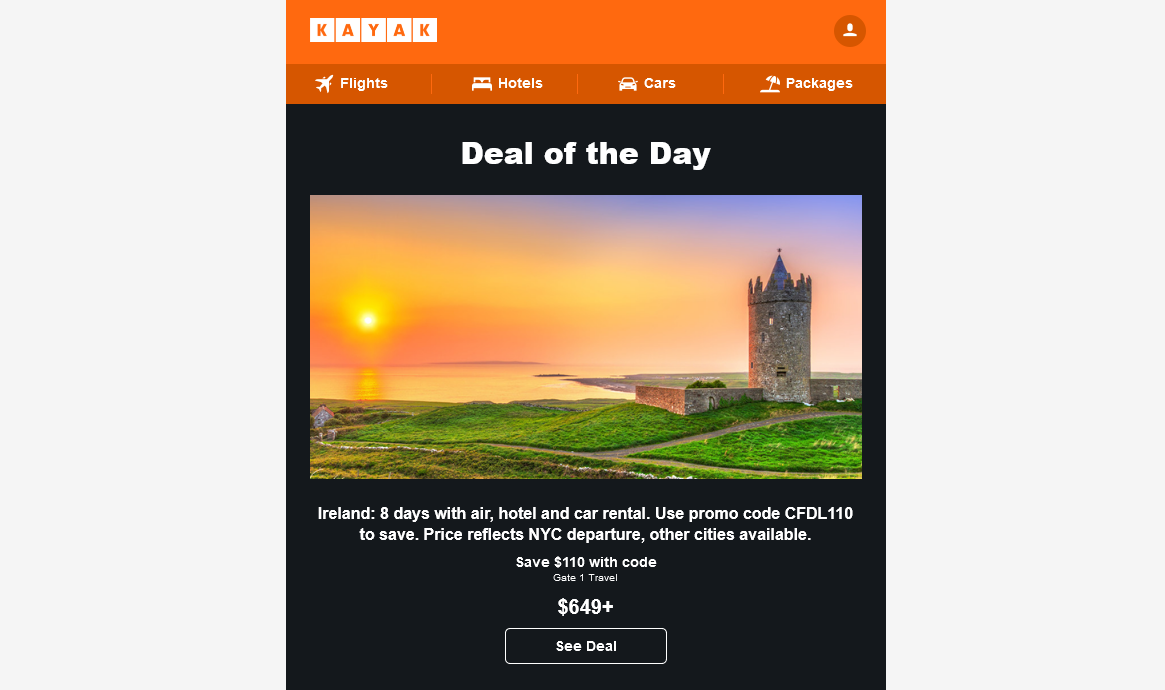 KAYAK
Flights
Hotels
Cars
Packages
Deal of the Day
Ireland: 8 days with air, hotel and car rental. Use promo code CFDL110
to save. Price reflects NYC departure, other cities available.
Save $110 with code
Gate 1 Travel
$649+
See Deal